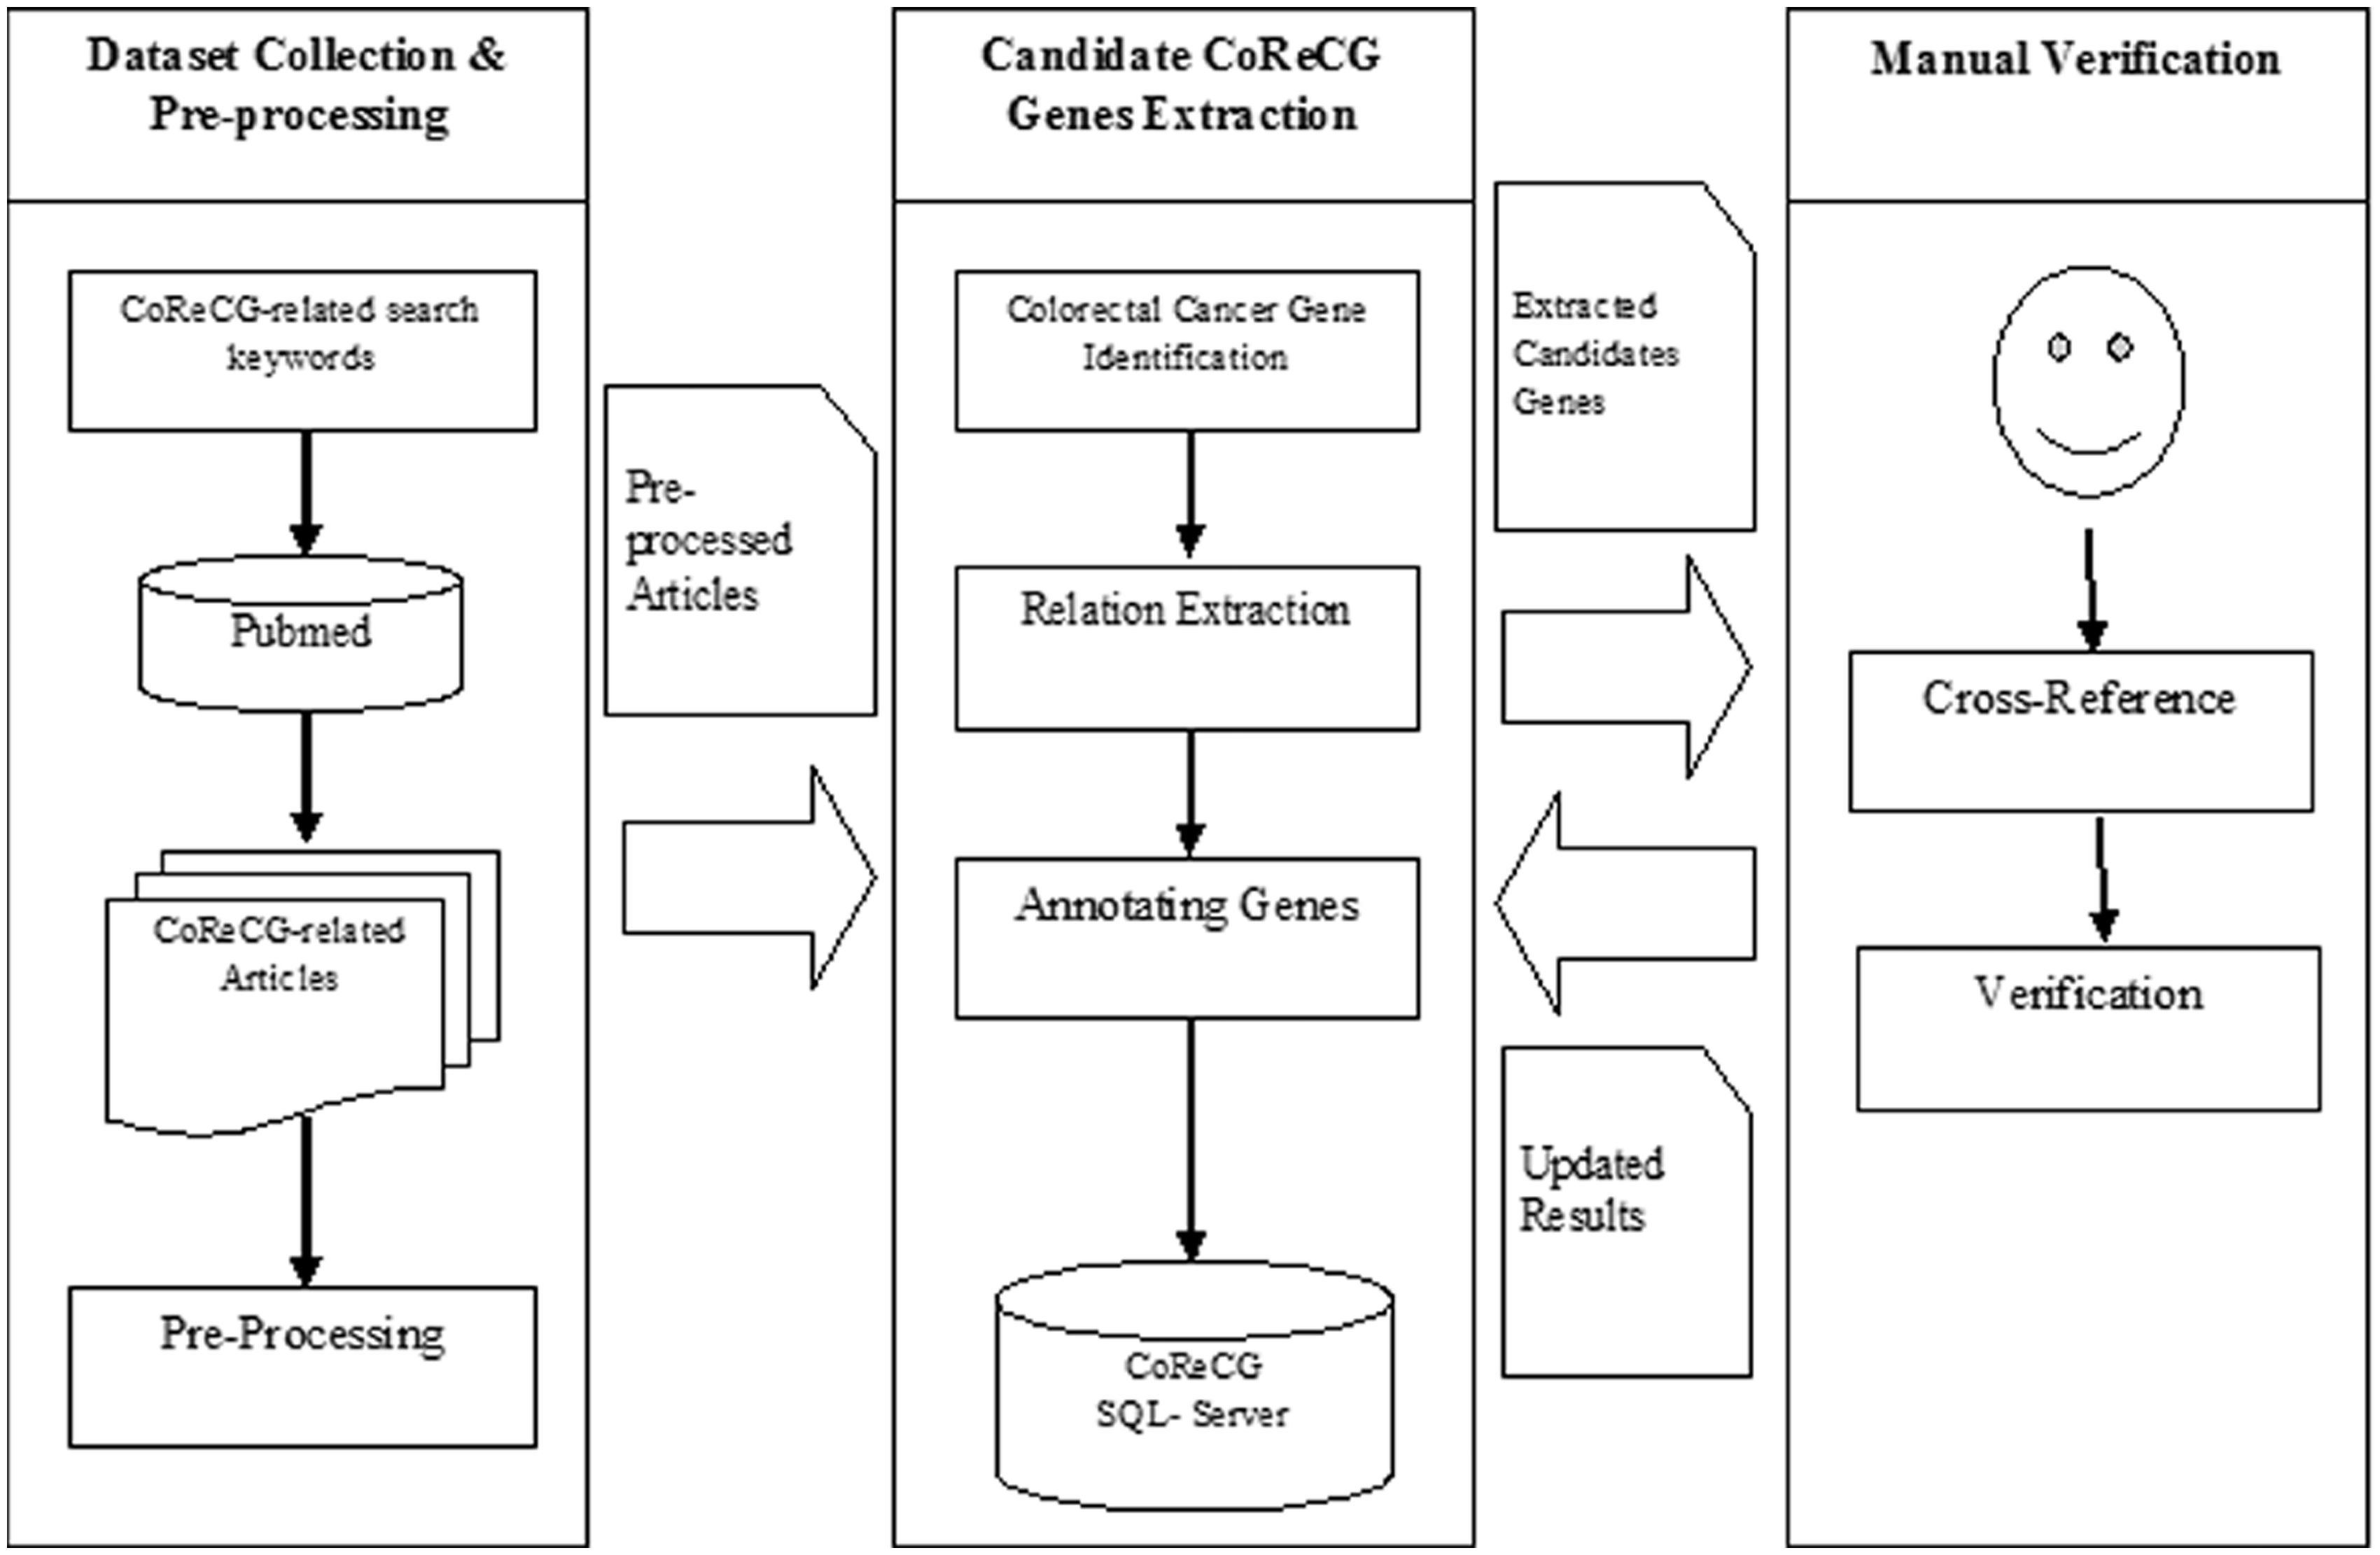 Dataset Collection &
Pre-processing
CoReCG-related search
keywords
Pubmed
CoReCG-related
Articles
Pre-Processing
Pre-
processed
Articles
Candidate CoReCG
Genes Extraction
Colorectal Cancer Gene
Identification
Relation Extraction
Annotating Genes
CoReCG
SQL- Server
Extracted
Candidates
Genes
Updated
Results
Manual Verification
Cross-Reference
Verification